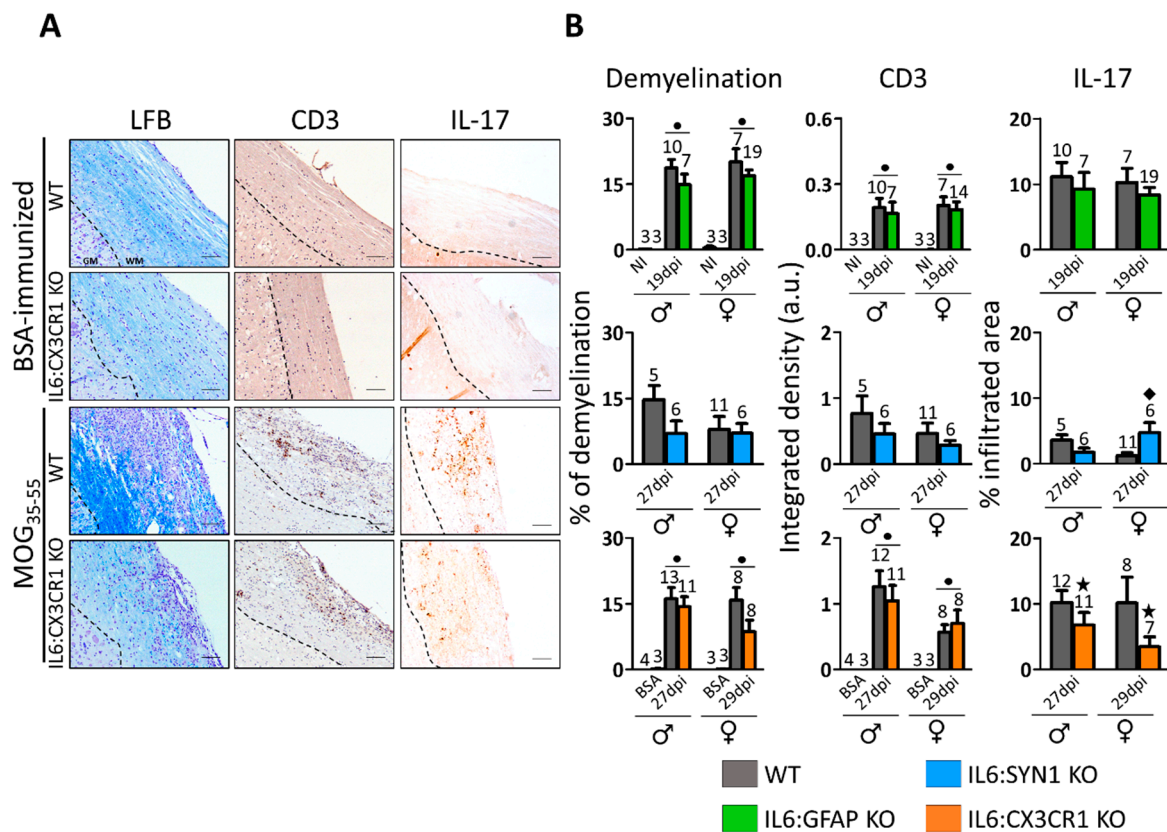 A
B
LFB CD3 IL-17
BSA-immunized
WT
GM WM
IL6:CX3CR1 KO
MOG35-55
WT
IL6:CX3CR1 KO
Demyelination CD3 IL-17
% of demyelination
Integrated density (a.u.)
% infiltrated area
30
15
0
3 3 10 7 3 3 7 19
NI 19dpi NI 19dpi
♂ ♀
0.6
0.3
0.0
3 3 10 7 3 3 7 14
NI 19dpi NI 19dpi
♂ ♀
20
10
0
10 7 7 19
19dpi 19dpi
♂ ♀
30
15
0
5 6 11 6
27dpi 27dpi
♂ ♀
2
1
0
5 6 11 6
27dpi 27dpi
♂ ♀
20
10
0
5 6 11 6
27dpi 27dpi
♂ ♀
30
15
0
4 3 13 11 3 3 8 8
BSA 27dpi BSA 29dpi
♂ ♀
2
1
0
4 3 12 11 3 3 8 8
BSA 27dpi BSA 29dpi
♂ ♀
20
10
0
12 11 8 7
27dpi 29dpi
♂ ♀
WT IL6:SYN1 KO
IL6:GFAP KO IL6:CX3CR1 KO